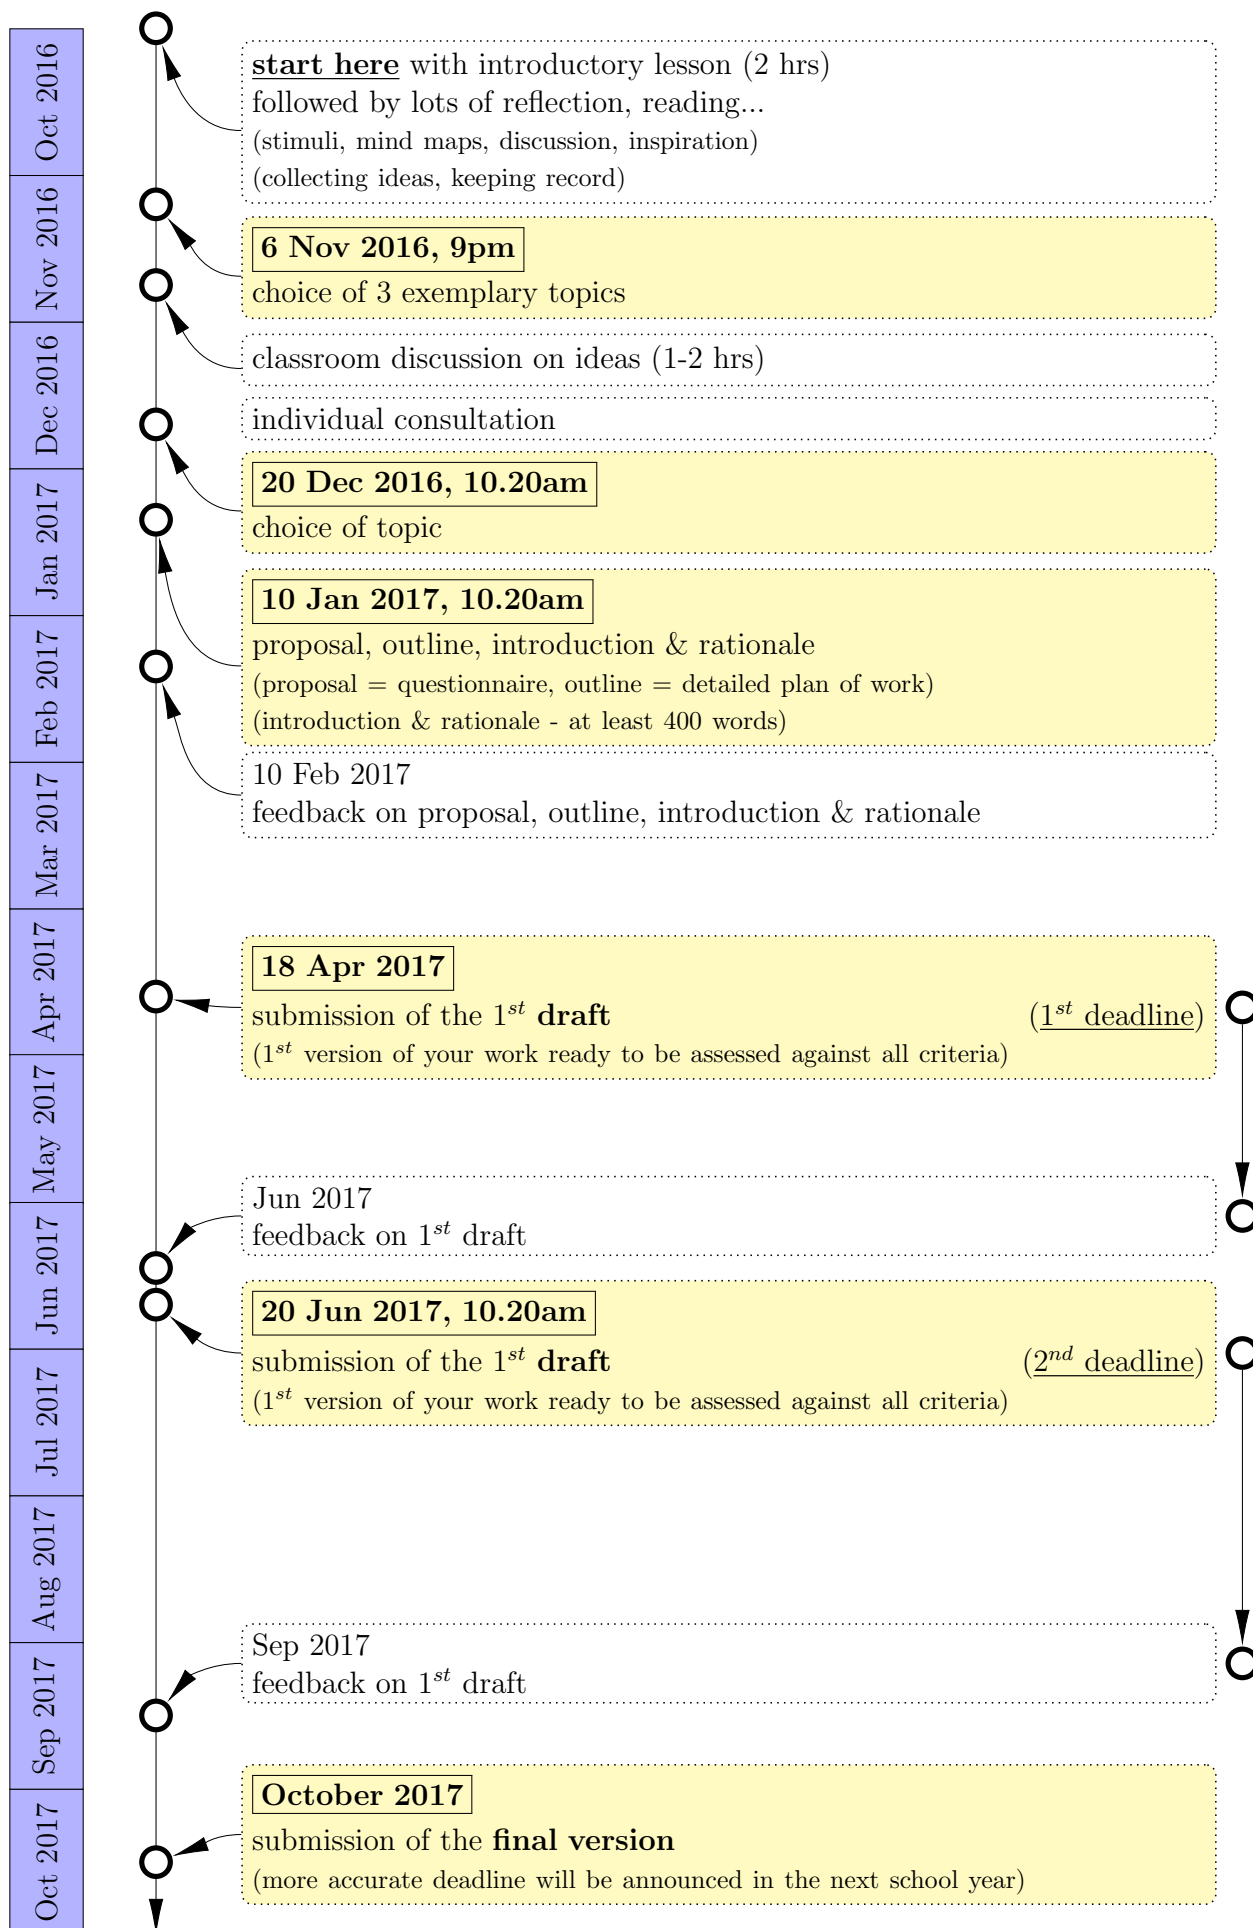 Oct 2016
Nov 2016
Dec 2016
Jan 2017
Feb 2017
Mar 2017
Apr 2017
May 2017
Jun 2017
Jul 2017
Aug 2017
Sep 2017
Oct 2017
start here with introductory lesson (2 hrs)
followed by lots of reflection, reading...
(stimuli, mind maps, discussion, inspiration)
(collecting ideas, keeping record)
6 Nov 2016, 9pm
choice of 3 exemplary topics
classroom discussion on ideas (1-2 hrs)
individual consultation
20 Dec 2016, 10.20am
choice of topic
10 Jan 2017, 10.20am
proposal, outline, introduction & rationale
(proposal = questionnaire, outline = detailed plan of work)
(introduction & rationale - at least 400 words)
10 Feb 2017
feedback on proposal, outline, introduction & rationale
18 Apr 2017
submission of the 1st draft (1st deadline)
(1st version of your work ready to be assessed against all criteria)
Jun 2017
feedback on 1st draft
20 Jun 2017, 10.20am
submission of the 1st draft (2nd deadline)
(1st version of your work ready to be assessed against all criteria)
Sep 2017
feedback on 1st draft
October 2017
submission of the final version
(more accurate deadline will be announced in the next school year)